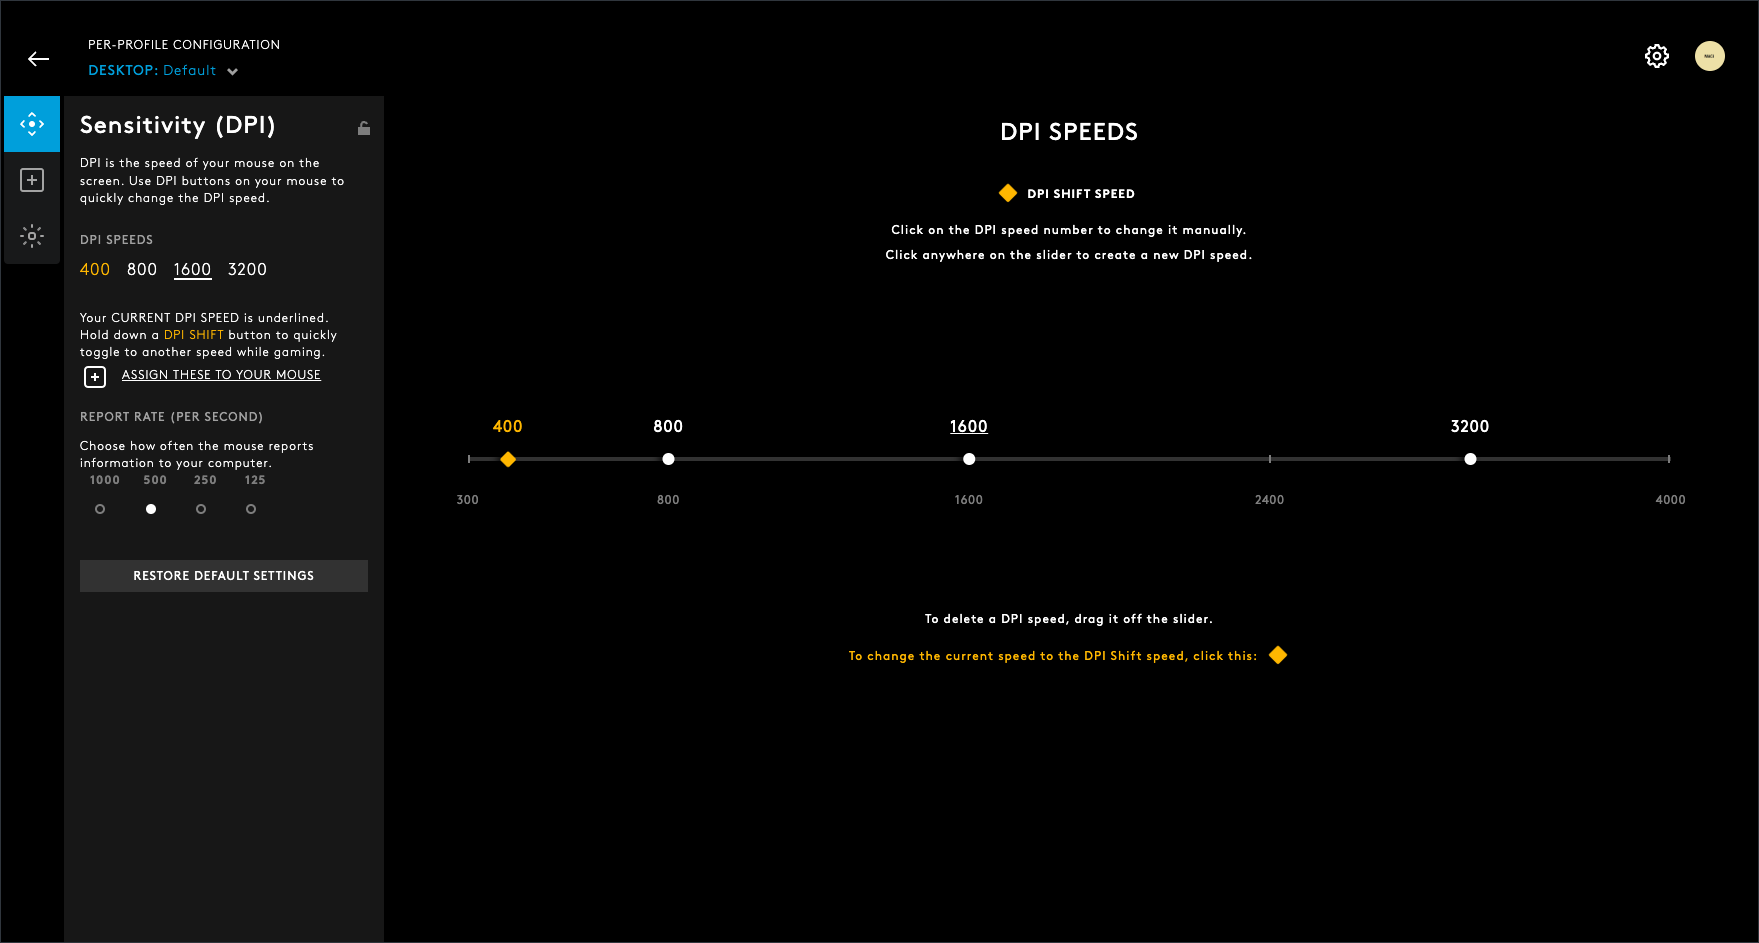 PER-PROFILE CONFIGURATION
DESKTOP: Default
Sensitivity (DPI)
DPI is the speed of your mouse on the
screen. Use DPI buttons on your mouse to
quickly change the DPI speed.
DPI SPEEDS
400 800 1600 3200
Your CURRENT DPI SPEED is underlined.
Hold down a DPI SHIFT button to quickly
toggle to another speed while gaming.
ASSIGN THESE TO YOUR MOUSE
REPORT RATE (PER SECOND)
Choose how often the mouse reports
information to your computer.
1000 500 250 125
RESTORE DEFAULT SETTINGS
DPI SPEEDS
DPI SHIFT SPEED
Click on the DPI speed number to change it manually.
Click anywhere on the slider to create a new DPI speed.
400 800 1600 3200
300 800 1600 2400 4000
To delete a DPI speed, drag it off the slider.
To change the current speed to the DPI Shift speed, click this: